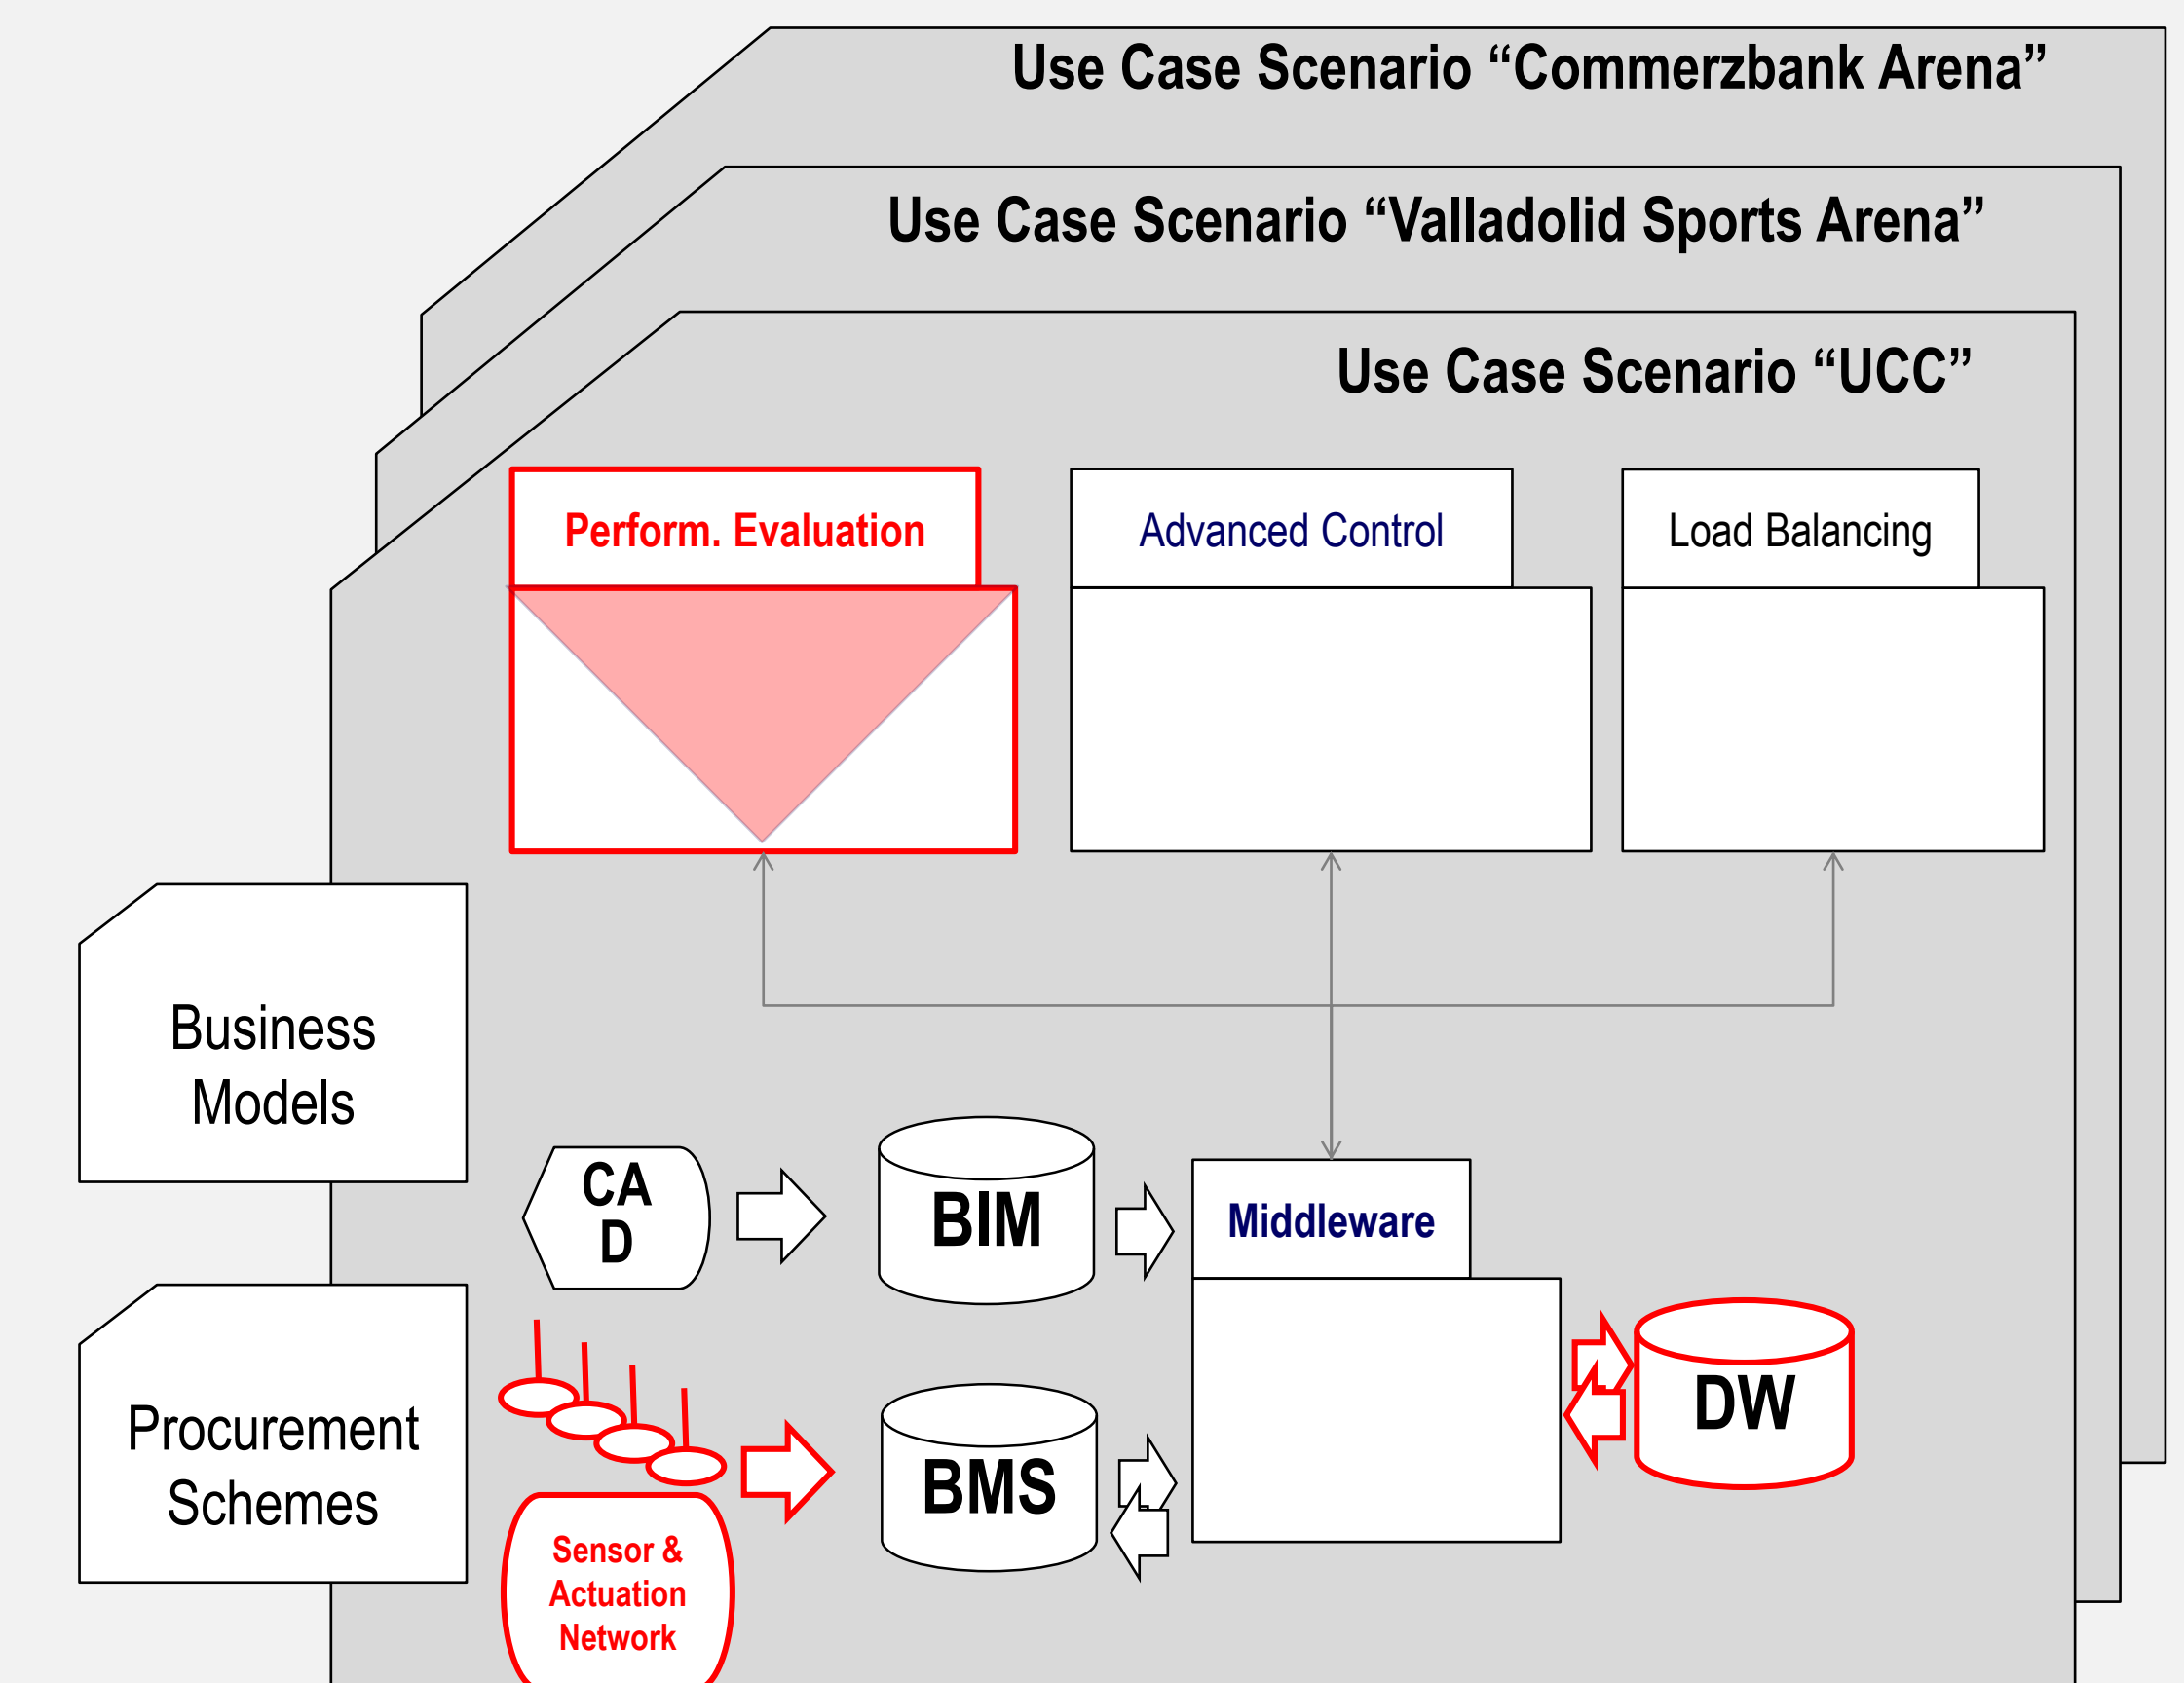 Use Case Scenario “Commerzbank Arena”
Use Case Scenario “Valladolid Sports Arena”
Use Case Scenario “UCC”
Perform. Evaluation
Advanced Control
Load Balancing
Business
Models
CA
D
BIM
Middleware
Procurement
Schemes
BMS
DW
Sensor &
Actuation
Network